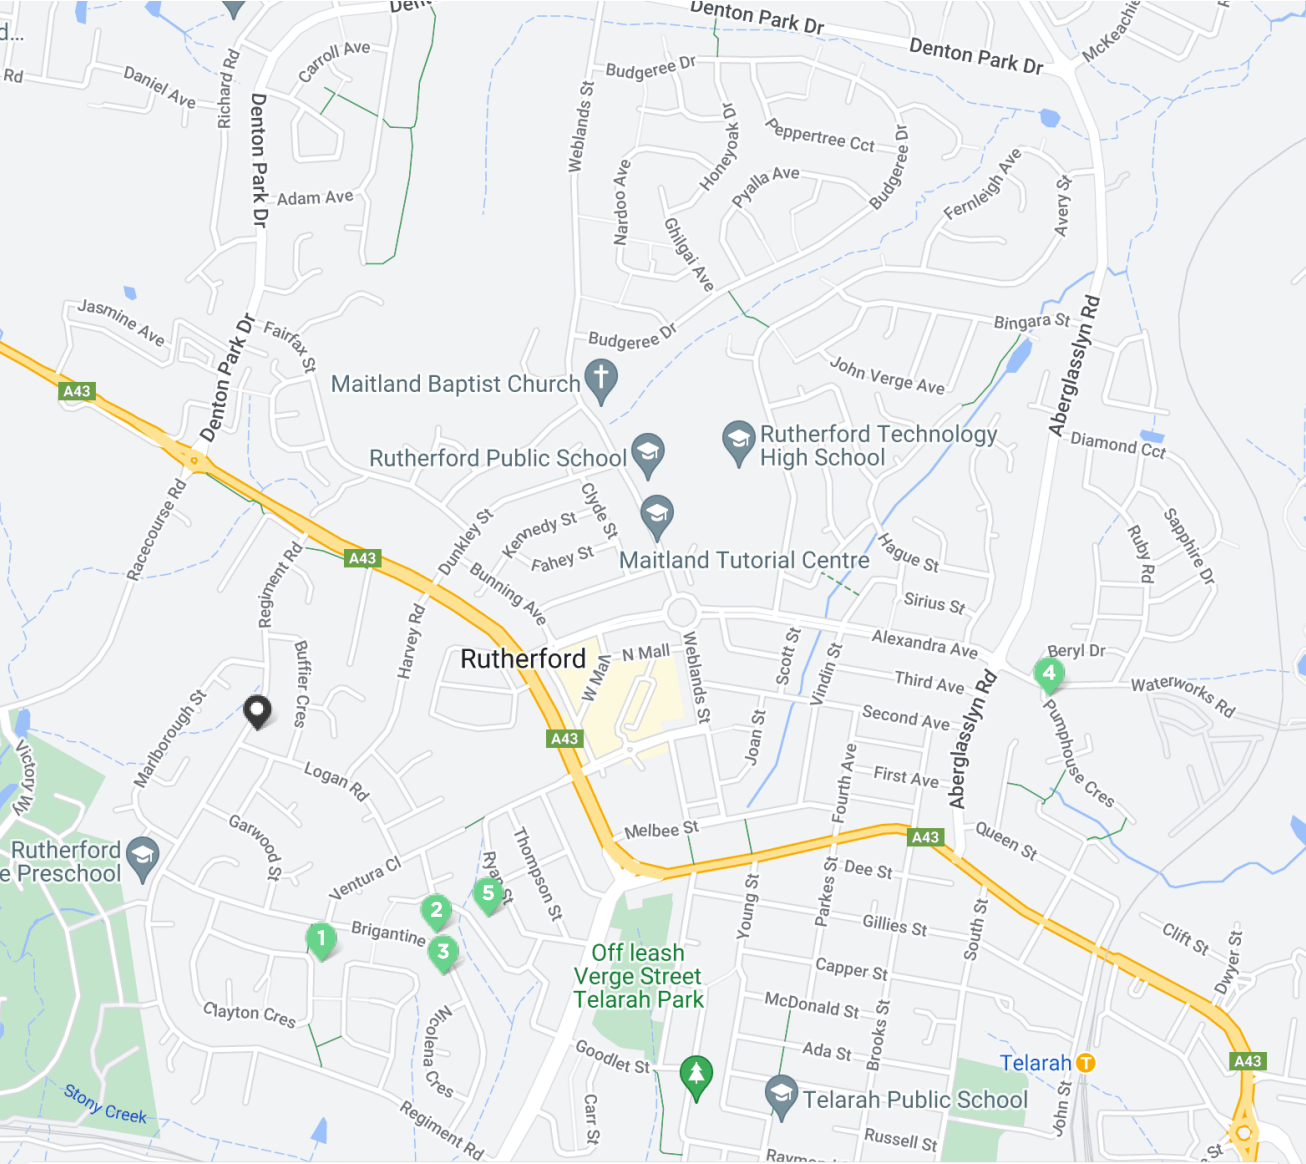 Denton Park Dr
Denton Park Dr
McKeachie
d...
Rd
Daniel Ave
Richard Rd
Carroll Ave
Denton Park Dr
Adam Ave
Budgeree Dr
Weblands St
Honeyoak Dr
Peppertree Cct
Budgeree Dr
Nardoo Ave
Pyalla Ave
Ghilgai Ave
Fernleigh Ave
Avery St
Jasmine Ave
Fairfax St
Denton Park Dr
Budgeree Dr
Bingara St
Aberglasslyn Rd
John Verge Ave
A43
Maitland Baptist Church
Rutherford Public School
Rutherford Technology
High School
Diamond Cct
Racecourse Rd
Clyde St
Kennedy St
Fahey St
Dunkley St
Bunning Ave
Maitland Tutorial Centre
Hague St
Sirius St
Ruby Rd
Sapphire Dr
A43
Regiment Rd
Harvey Rd
Buffier Cres
Rutherford
N Mall
W Mall
Weblands St
Scott St
Vindin St
Alexandra Ave
Third Ave
Second Ave
First Ave
Fourth Ave
Aberglasslyn Rd
Beryl Dr
4
Waterworks Rd
Pumphouse Cres
Marlborough St
Victory Wy
Logan Rd
A43
Joan St
Melbee St
A43
Queen St
Garwood St
Rutherford
e Preschool
Ventura Cl
Ryan St
Thompson St
5
2
1
3
Brigantine
Clayton Cres
Nicolena Cres
Off leash
Verge Street
Telarah Park
Young St
Parkes St
Dee St
Gillies St
South St
Capper St
McDonald St
Brooks St
Ada St
Clift St
Dwyer St
Telarah
T
A43
Goodlet St
Carr St
Stony Creek
Regiment Rd
Telarah Public School
John St
Russell St